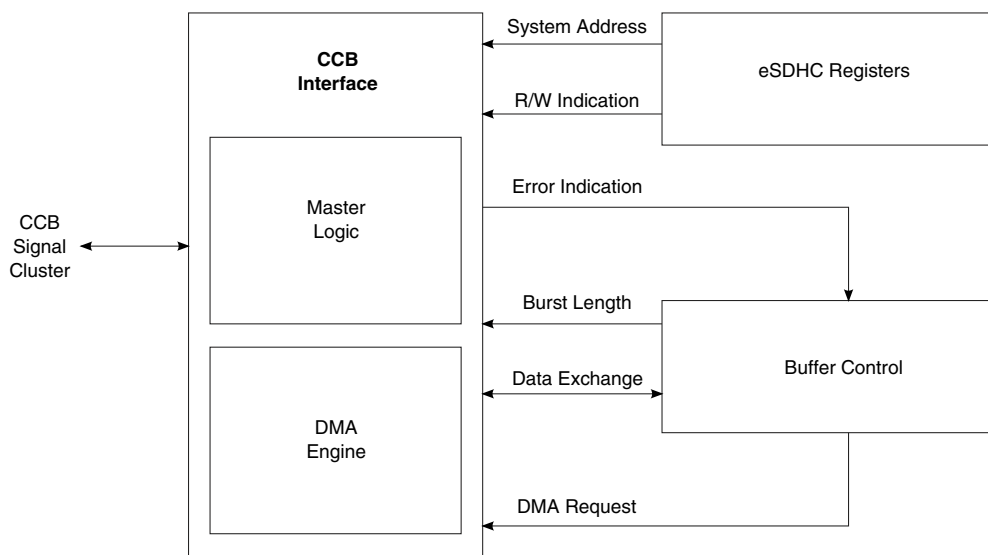 System Address
CCB
Interface
eSDHC Registers
R/W Indication
Master
Logic
Error Indication
CCB
Signal
Cluster
Burst Length
Buffer Control
Data Exchange
DMA
Engine
DMA Request